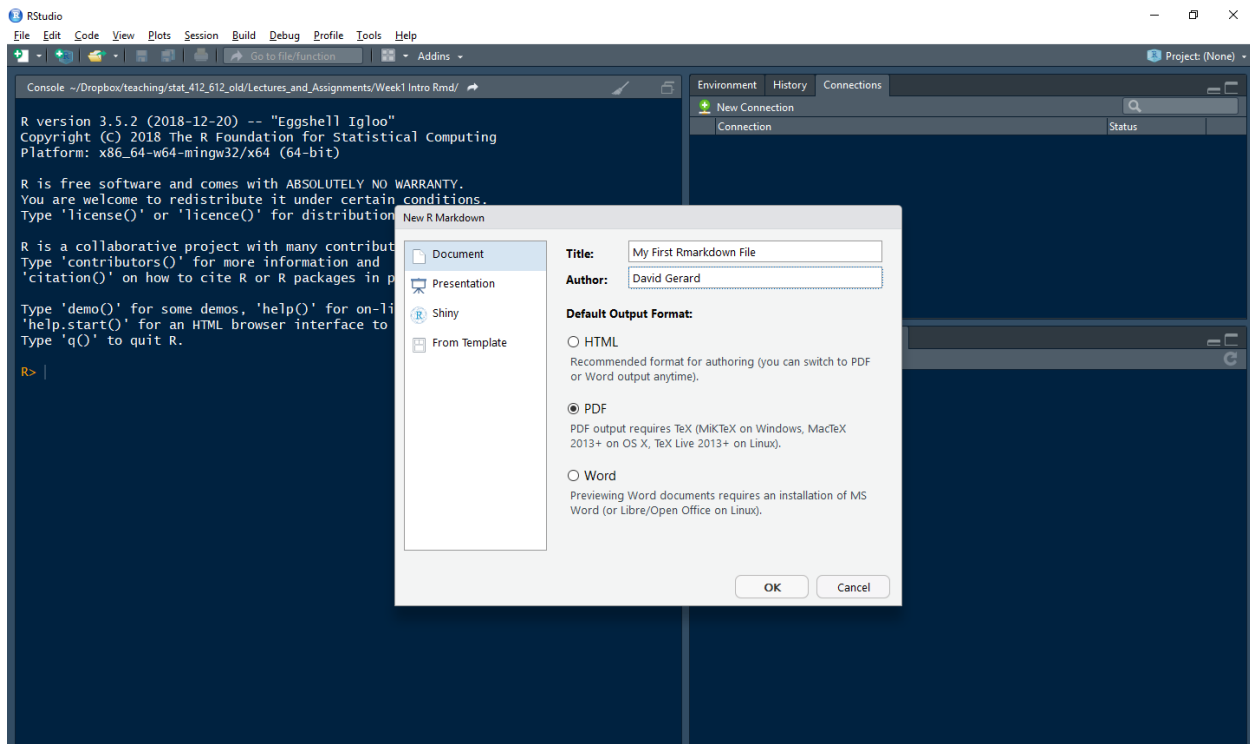 RStudio
File Edit Code View Plots Session Build Debug Profile Tools Help
Go to file/function Addins Project: (None)
Console ~/Dropbox/teaching/stat_412_612_old/Lectures_and_Assignments/Week1 Intro Rmd/
R version 3.5.2 (2018-12-20) -- "Eggshell Igloo"
Copyright (C) 2018 The R Foundation for Statistical Computing
Platform: x86_64-w64-mingw32/x64 (64-bit)
R is free software and comes with ABSOLUTELY NO WARRANTY.
You are welcome to redistribute it under certain conditions.
Type 'license()' or 'licence()' for distribution
R is a collaborative project with many contribut
Type 'contributors()' for more information and
'citation()' on how to cite R or R packages in p
Type 'demo()' for some demos, 'help()' for on-li
'help.start()' for an HTML browser interface to
Type 'q()' to quit R.
R>
Environment History Connections
New Connection
Connection Status
New R Markdown
Document
Presentation
R Shiny
From Template
Title: My First Rmarkdown File
Author: David Gerard
Default Output Format:
HTML
Recommended format for authoring (you can switch to PDF
or Word output anytime).
PDF
PDF output requires TeX (MiKTeX on Windows, MacTeX
2013+ on OS X, TeX Live 2013+ on Linux).
Word
Previewing Word documents requires an installation of MS
Word (or Libre/Open Office on Linux).
OK Cancel